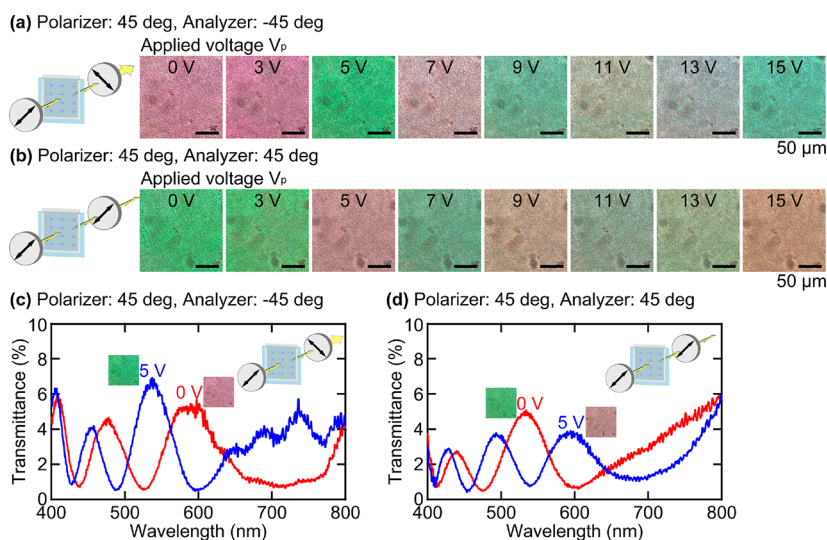 (a) Polarizer: 45 deg, Analyzer: -45 deg
Applied voltage Vₚ
0 V 3 V 5 V 7 V 9 V 11 V 13 V 15 V
50 μm
(b) Polarizer: 45 deg, Analyzer: 45 deg
Applied voltage Vₚ
0 V 3 V 5 V 7 V 9 V 11 V 13 V 15 V
50 μm
(c) Polarizer: 45 deg, Analyzer: -45 deg
Transmittance (%)
10
8
6
4
2
0
5 V
0 V
400 500 600 700 800
Wavelength (nm)
(d) Polarizer: 45 deg, Analyzer: 45 deg
Transmittance (%)
10
8
6
4
2
0
0 V
5 V
400 500 600 700 800
Wavelength (nm)